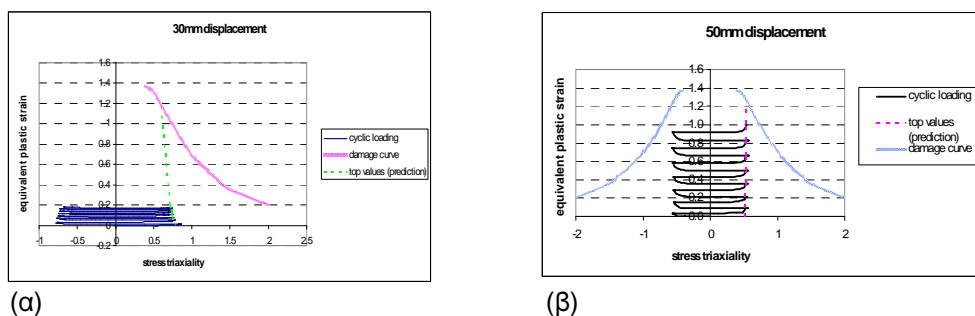 30mm displacement
equivalent plastic strain
1.6
1.4
1.2
1
0.8
0.6
0.4
0.2
0
-0.2
-1 -0.5 0 0.5 1 1.5 2 2.5
stress triaxiality
cyclic loading
damage curve
top values (prediction)
(α)
50mm displacement
equivalent plastic strain
1.6
1.4
1.2
1.0
0.8
0.6
0.4
0.2
0.0
-2 -1 0 1 2
stress triaxiality
cyclic loading
top values
(prediction)
damage curve
(β)